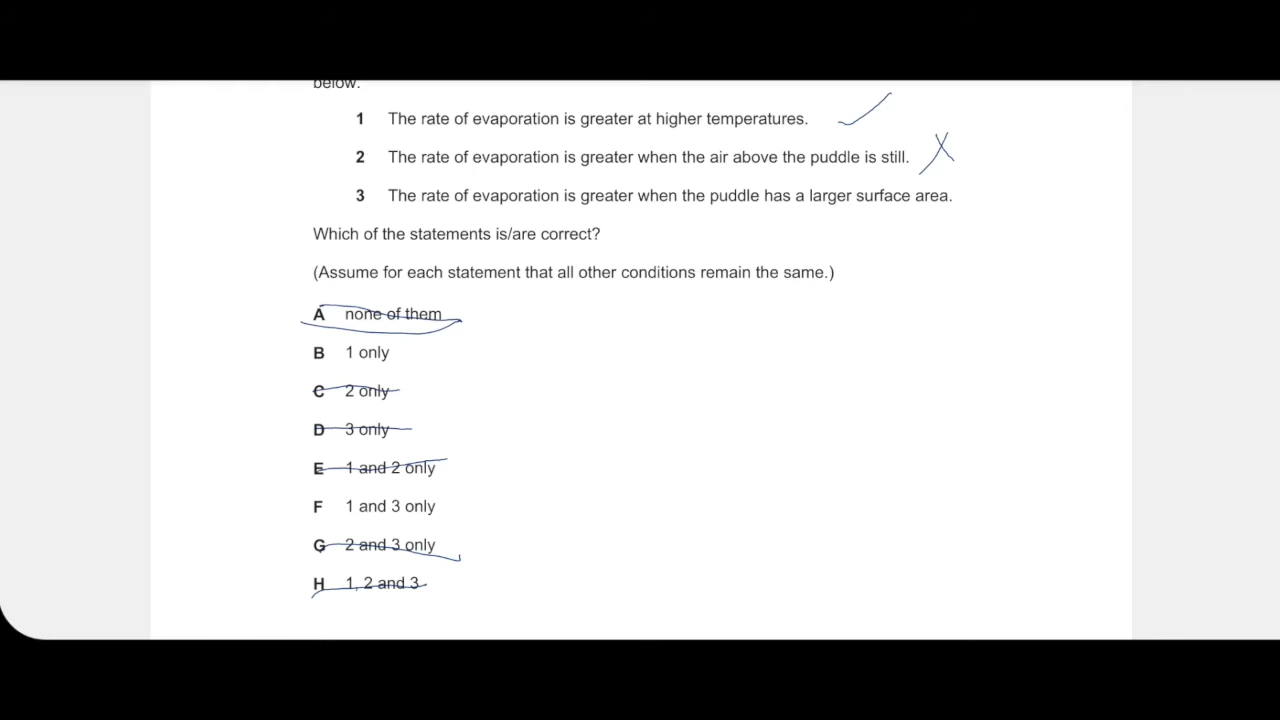 below.
1 The rate of evaporation is greater at higher temperatures.
2 The rate of evaporation is greater when the air above the puddle is still.
3 The rate of evaporation is greater when the puddle has a larger surface area.
Which of the statements is/are correct?
(Assume for each statement that all other conditions remain the same.)
A none of them
B 1 only
C 2 only
D 3 only
E 1 and 2 only
F 1 and 3 only
G 2 and 3 only
H 1, 2 and 3